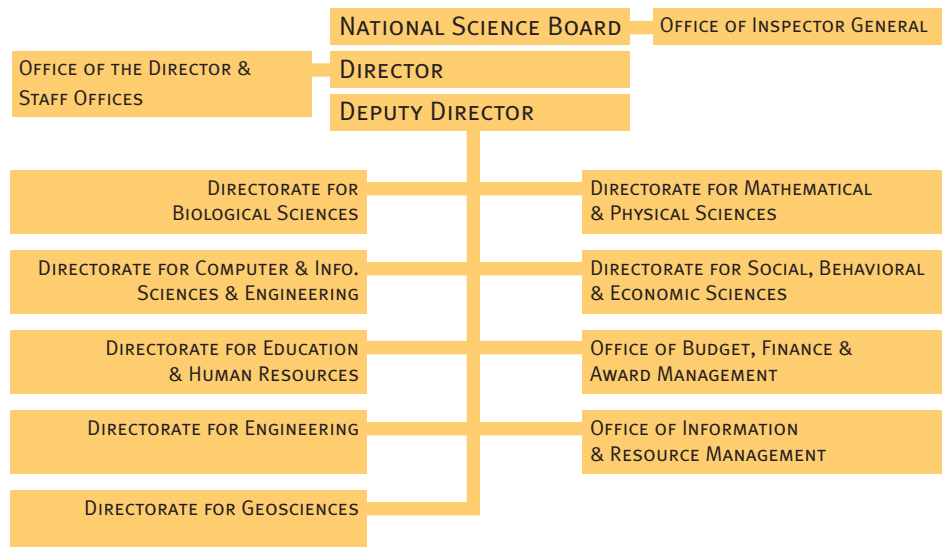 National Science Board
Office of Inspector General
Office of the Director &
Staff Offices
Director
Deputy Director
Directorate for
Biological Sciences
Directorate for Mathematical
& Physical Sciences
Directorate for Computer & Info.
Sciences & Engineering
Directorate for Social, Behavioral
& Economic Sciences
Directorate for Education
& Human Resources
Office of Budget, Finance &
Award Management
Directorate for Engineering
Office of Information
& Resource Management
Directorate for Geosciences